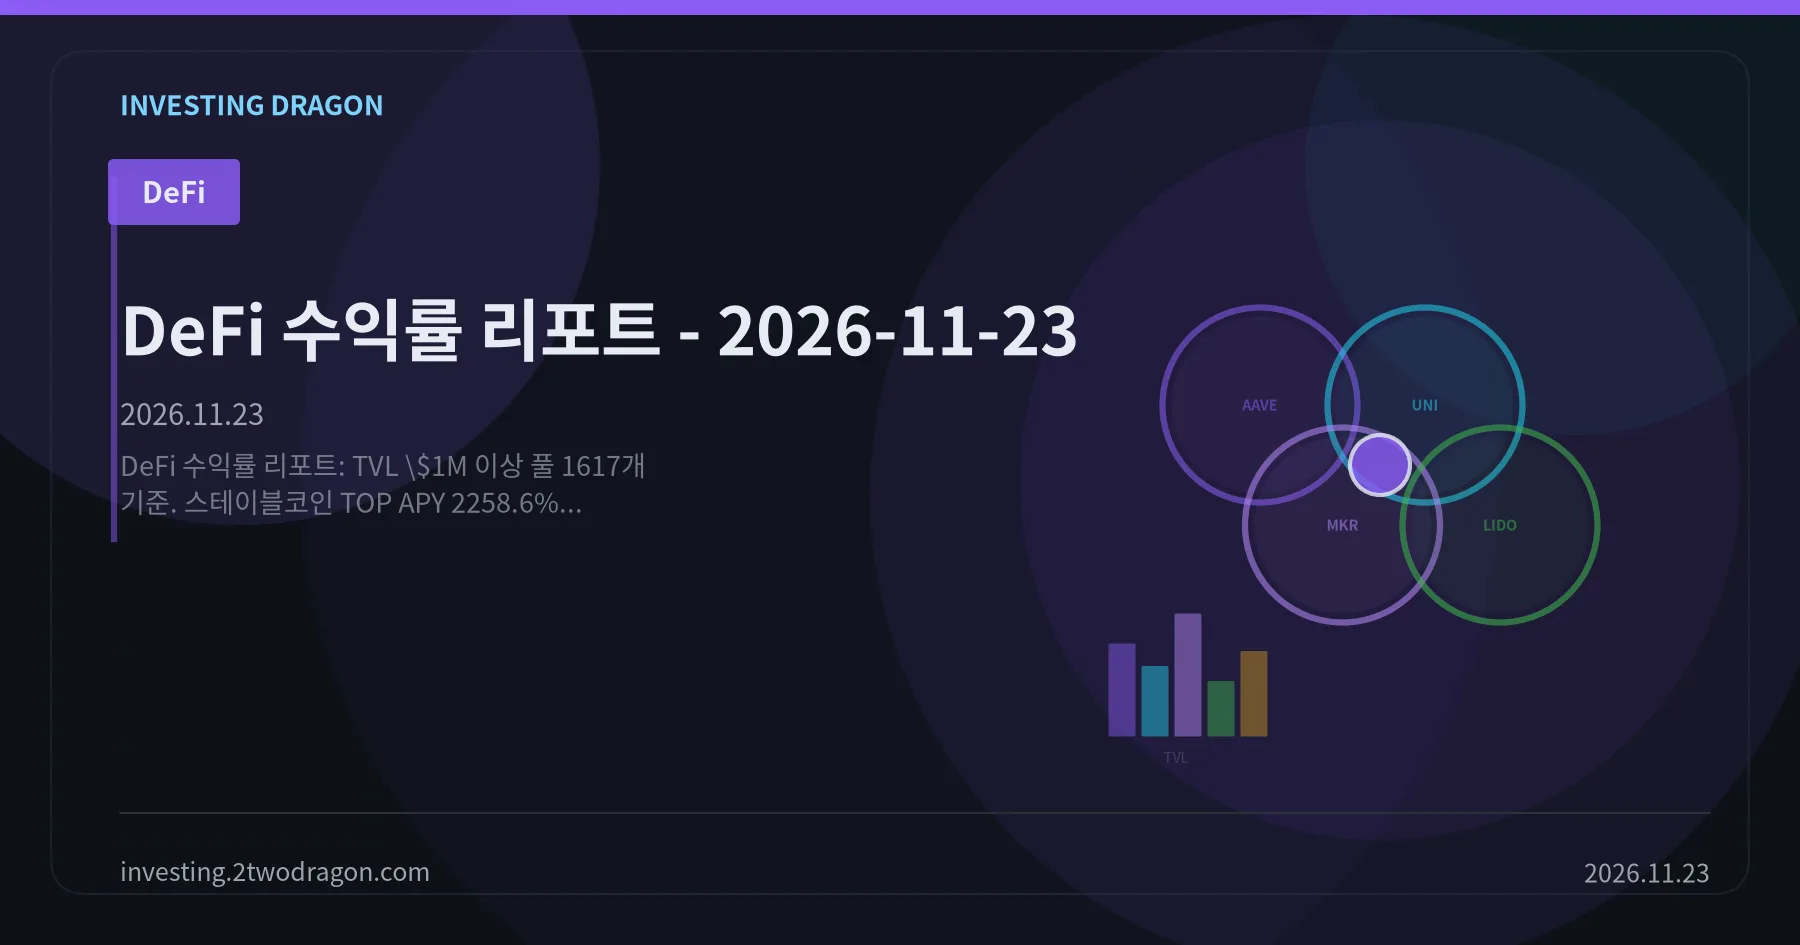 INVESTING DRAGON
DeFi
DeFi 수익률 리포트 - 2026-11-23
2026.11.23
DeFi 수익률 리포트: TVL \$1M 이상 풀 1617개
기준. 스테이블코인 TOP APY 2258.6%...
AAVE
UNI
MKR
LIDO
TVL
investing.2twodragon.com
2026.11.23